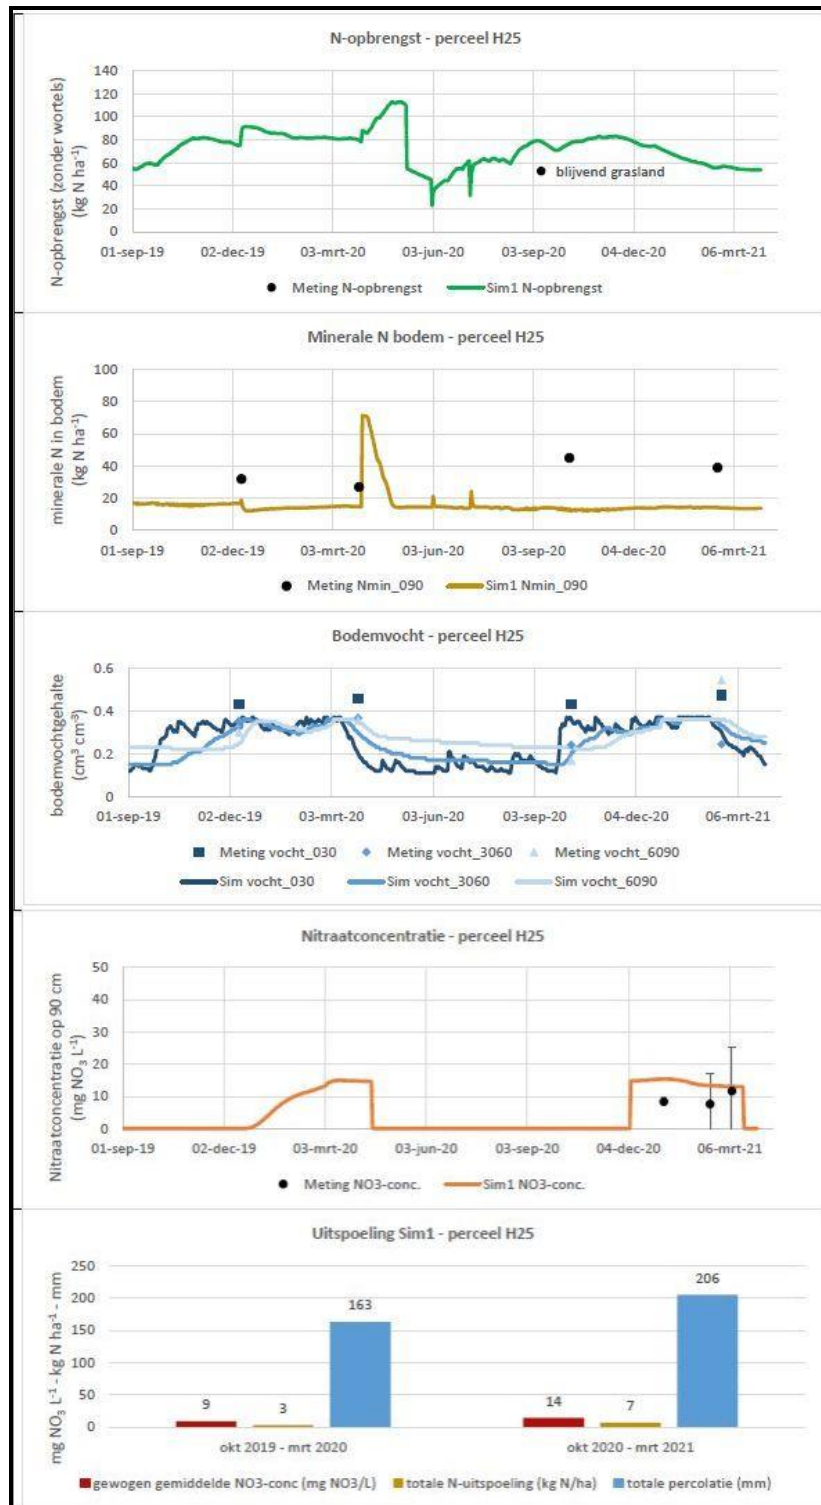 N-opbrengst - perceel H25
N-opbrengst (zonder wortels)
(kg N ha⁻¹)
140
120
100
80
60
40
20
0
blijvend grasland
01-sep-19 02-dec-19 03-mrt-20 03-jun-20 03-sep-20 04-dec-20 06-mrt-21
Meting N-opbrengst Sim1 N-opbrengst
Minerale N bodem - perceel H25
minerale N in bodem
(kg N ha⁻¹)
100
80
60
40
20
0
01-sep-19 02-dec-19 03-mrt-20 03-jun-20 03-sep-20 04-dec-20 06-mrt-21
Meting Nmin_090 Sim1 Nmin_090
Bodemvocht - perceel H25
bodemvochtgehalte
(cm³ cm⁻³)
0.6
0.4
0.2
0
01-sep-19 02-dec-19 03-mrt-20 03-jun-20 03-sep-20 04-dec-20 06-mrt-21
Meting vocht_030 Meting vocht_3060 Meting vocht_6090
Sim vocht_030 Sim vocht_3060 Sim vocht_6090
Nitraatconcentratie - perceel H25
Nitraatconcentratie op 90 cm
(mg NO₃ L⁻¹)
50
40
30
20
10
0
01-sep-19 02-dec-19 03-mrt-20 03-jun-20 03-sep-20 04-dec-20 06-mrt-21
Meting NO3-conc. Sim1 NO3-conc.
Uitspoeling Sim1 - perceel H25
mg NO₃ L⁻¹ - kg N ha⁻¹ - mm
250
200
150
100
50
0
9 3 163 14 7 206
okt 2019 - mrt 2020 okt 2020 - mrt 2021
gewogen gemiddelde NO3-conc (mg NO3/L) totale N-uitspoeling (kg N/ha) totale percolatie (mm)